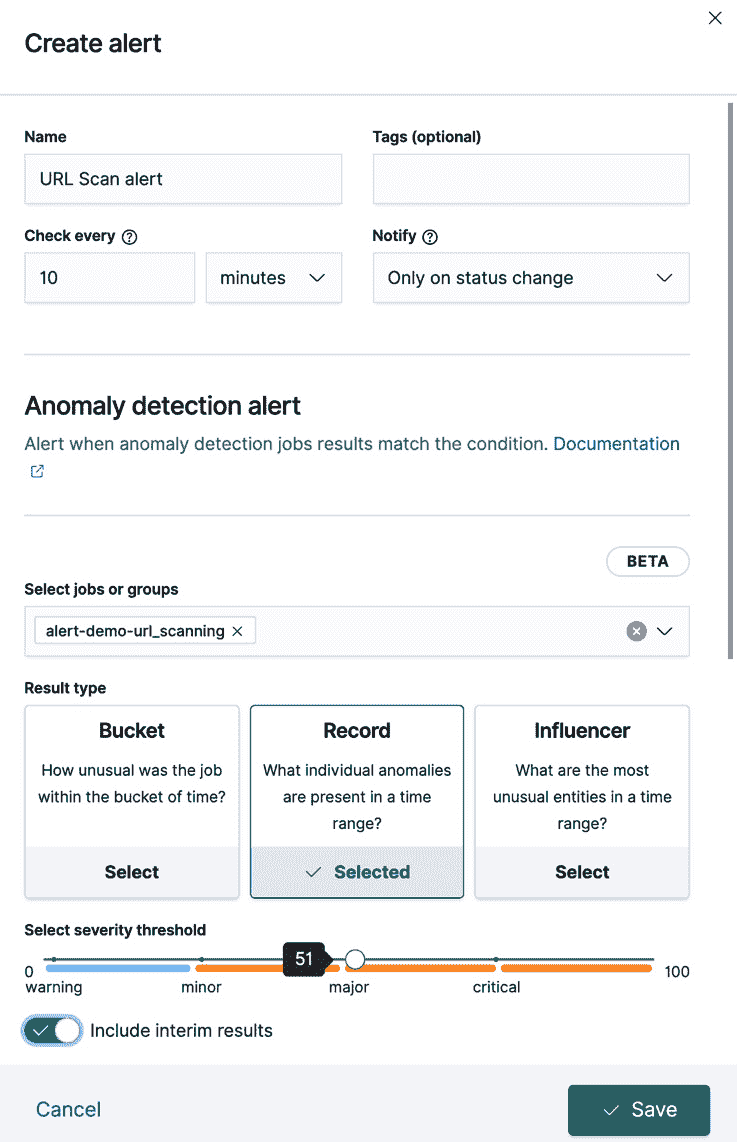 Create alert
Name
Tags (optional)
URL Scan alert
Check every
Notify
10
minutes
Only on status change
Anomaly detection alert
Alert when anomaly detection jobs results match the condition. Documentation
BETA
Select jobs or groups
alert-demo-url_scanning
Result type
Bucket
How unusual was the job
within the bucket of time?
Select
Record
What individual anomalies
are present in a time
range?
Selected
Influencer
What are the most
unusual entities in a time
range?
Select
Select severity threshold
51
0
100
warning
minor
major
critical
Include interim results
Cancel
Save